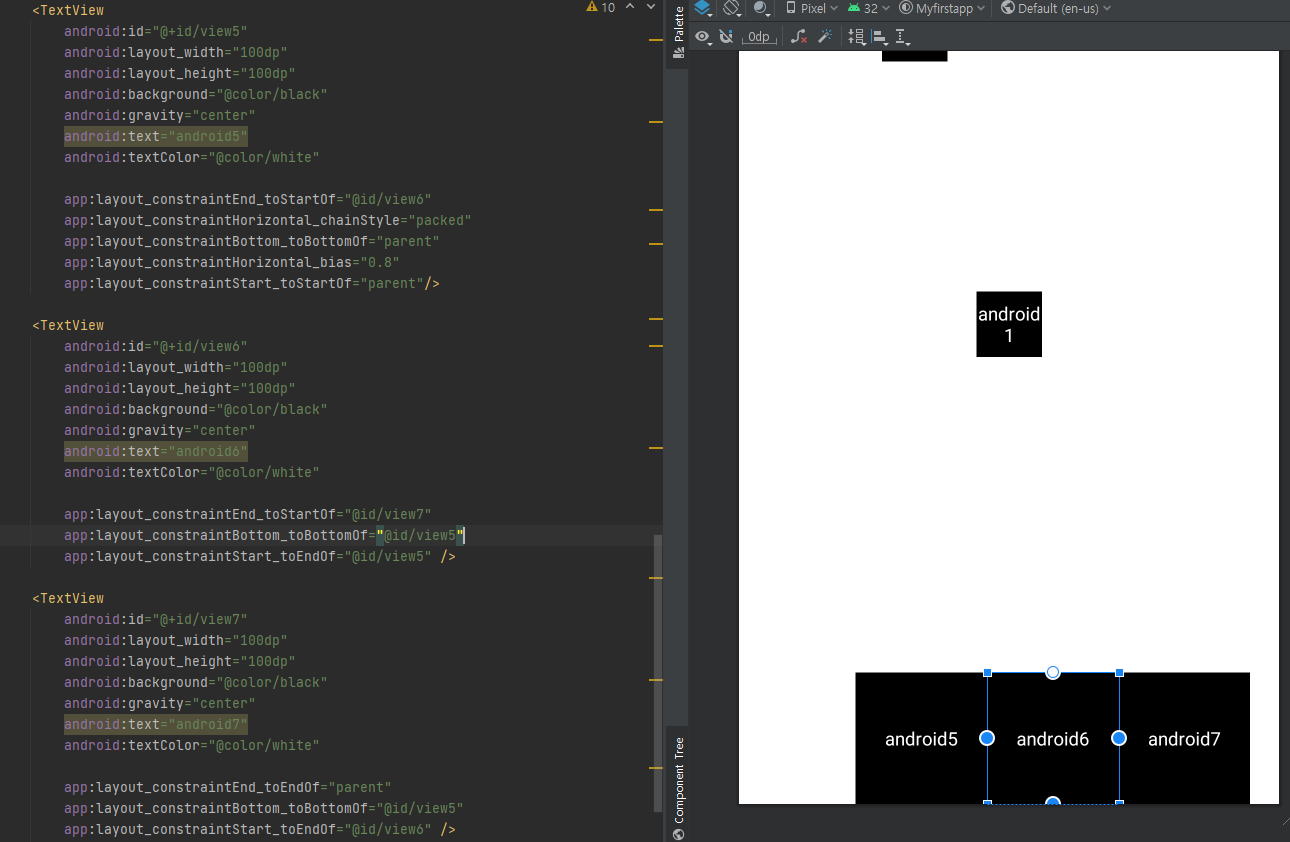 <TextView
android:id="@+id/view5"
android:layout_width="100dp"
android:layout_height="100dp"
android:background="@color/black"
android:gravity="center"
android:text="android5"
android:textColor="@color/white"
app:layout_constraintEnd_toStartOf="@id/view6"
app:layout_constraintHorizontal_chainStyle="packed"
app:layout_constraintBottom_toBottomOf="parent"
app:layout_constraintHorizontal_bias="0.8"
app:layout_constraintStart_toStartOf="parent"/>
<TextView
android:id="@+id/view6"
android:layout_width="100dp"
android:layout_height="100dp"
android:background="@color/black"
android:gravity="center"
android:text="android6"
android:textColor="@color/white"
app:layout_constraintEnd_toStartOf="@id/view7"
app:layout_constraintBottom_toBottomOf="@id/view5"
app:layout_constraintStart_toEndOf="@id/view5" />
<TextView
android:id="@+id/view7"
android:layout_width="100dp"
android:layout_height="100dp"
android:background="@color/black"
android:gravity="center"
android:text="android7"
android:textColor="@color/white"
app:layout_constraintEnd_toEndOf="parent"
app:layout_constraintBottom_toBottomOf="@id/view5"
app:layout_constraintStart_toEndOf="@id/view6" />
10
Palette
Component Tree
Pixel 32 Myfirstapp Default (en-us)
0dp
android
1
android5 android6 android7